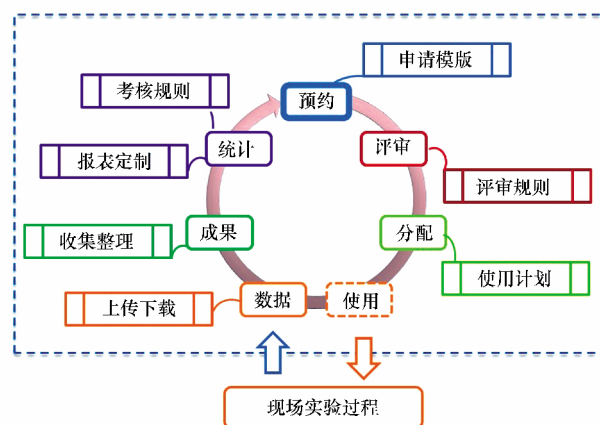 申请模版
考核规则
预约
统计
评审
报表定制
评审规则
成果
分配
收集整理
使用计划
上传下载
数据
使用
现场实验过程